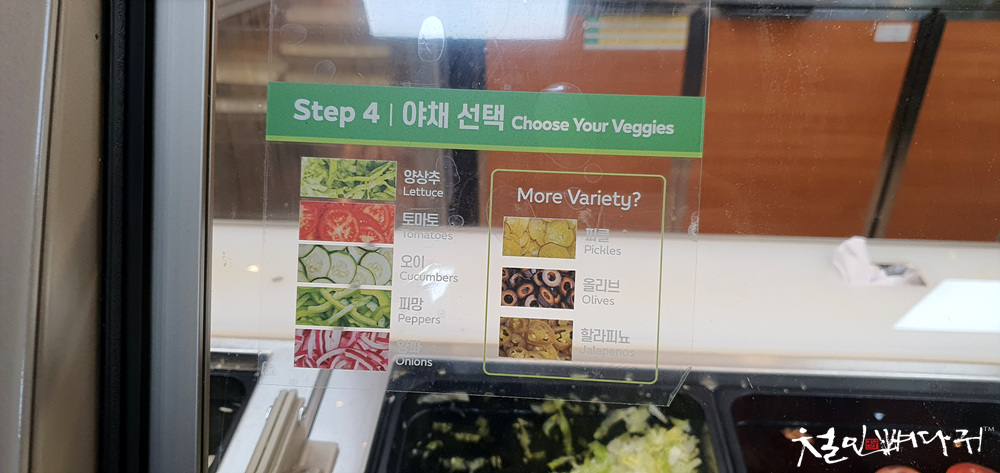 Step 4 | 야채 선택 Choose Your Veggies
양상추
Lettuce
토마토
Tomatoes
오이
Cucumbers
피망
Peppers
양파
Onions
More Variety?
피클
Pickles
올리브
Olives
할라피뇨
Jalapenos